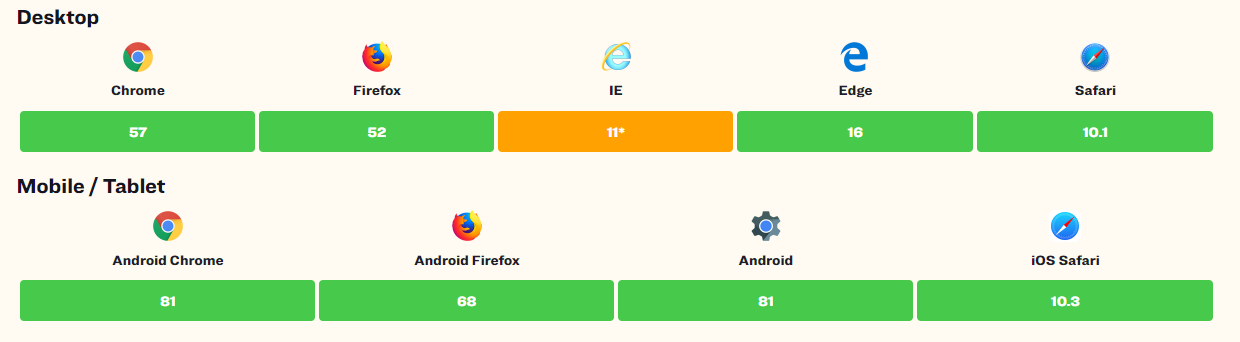 Desktop
Chrome Firefox IE Edge Safari
57 52 11* 16 10.1
Mobile / Tablet
Android Chrome Android Firefox Android iOS Safari
81 68 81 10.3